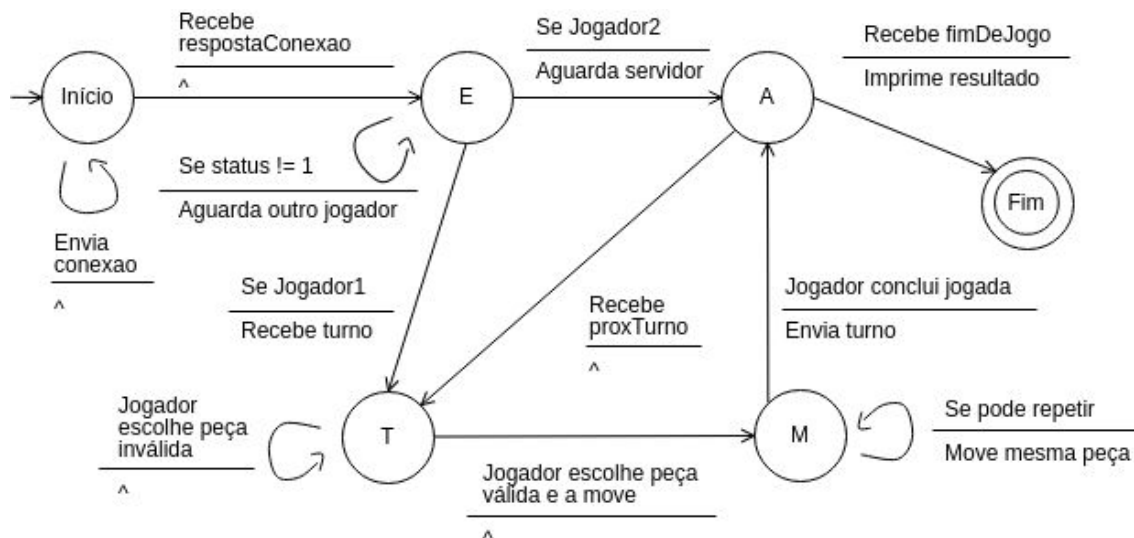 Recebe
respostaConexao
^
Se Jogador2
Aguarda servidor
Recebe fimDeJogo
Imprime resultado
Início
E
A
Se status != 1
Aguarda outro jogador
Fim
Envia
conexao
^
Se Jogador1
Recebe turno
Recebe
proxTurno
^
Jogador conclui jogada
Envia turno
Jogador
escolhe peça
inválida
^
T
M
Se pode repetir
Move mesma peça
Jogador escolhe peça
válida e a move
^